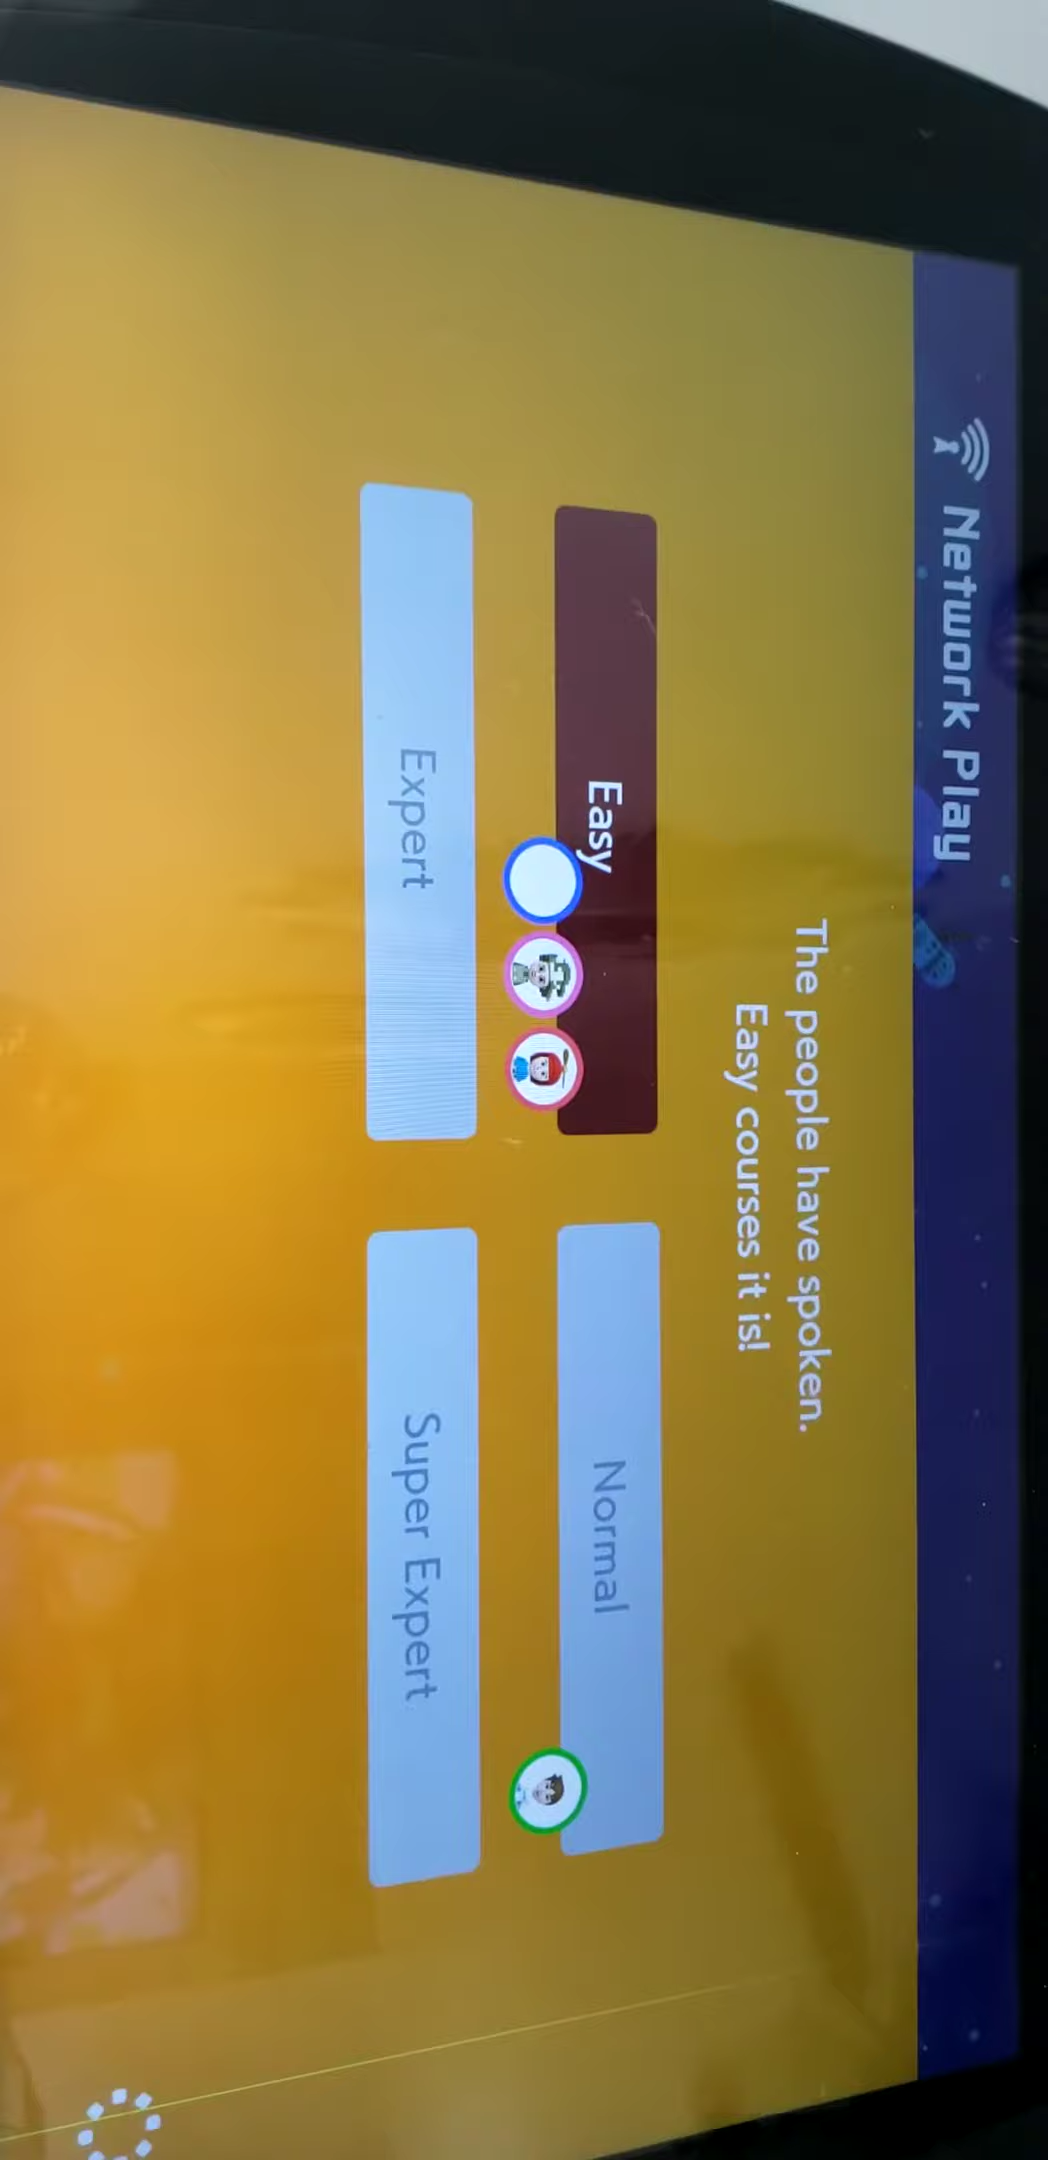 Network Play
The people have spoken.
Easy courses it is!
Easy
Normal
Expert
Super Expert